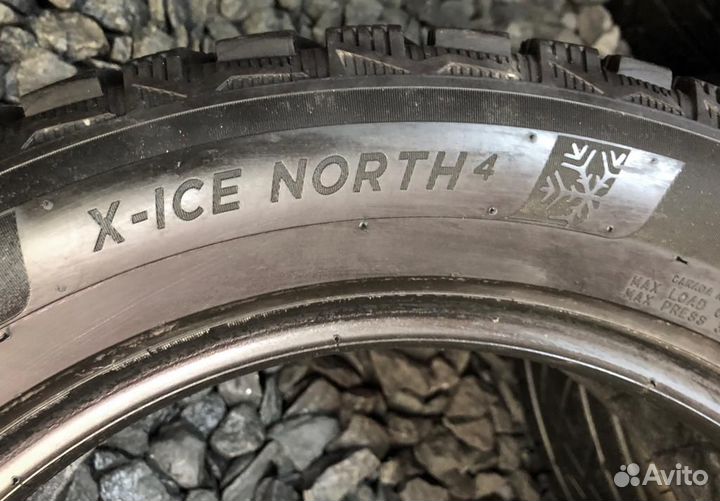 X-ICE NORTH 4
CANADA
MAX LOAD
MAX PRESS
Avito